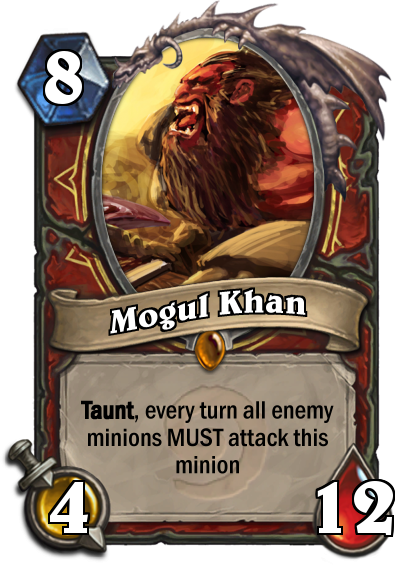 8
Mogul Khan
Taunt, every turn all enemy
minions MUST attack this
minion
4
12